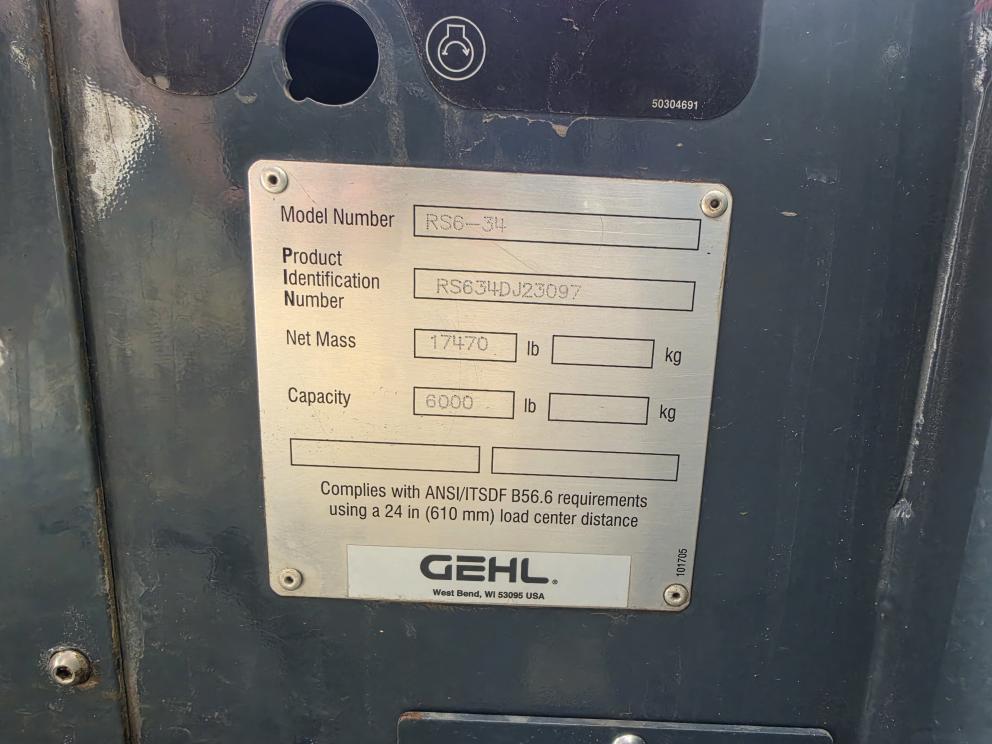 50304691
Model Number RS6-34
Product
Identification
Number RS634DJ23097
Net Mass 17470 lb kg
Capacity 6000 lb kg
Complies with ANSI/ITSDF B56.6 requirements
using a 24 in (610 mm) load center distance
GEHL®
West Bend, WI 53095 USA
101705